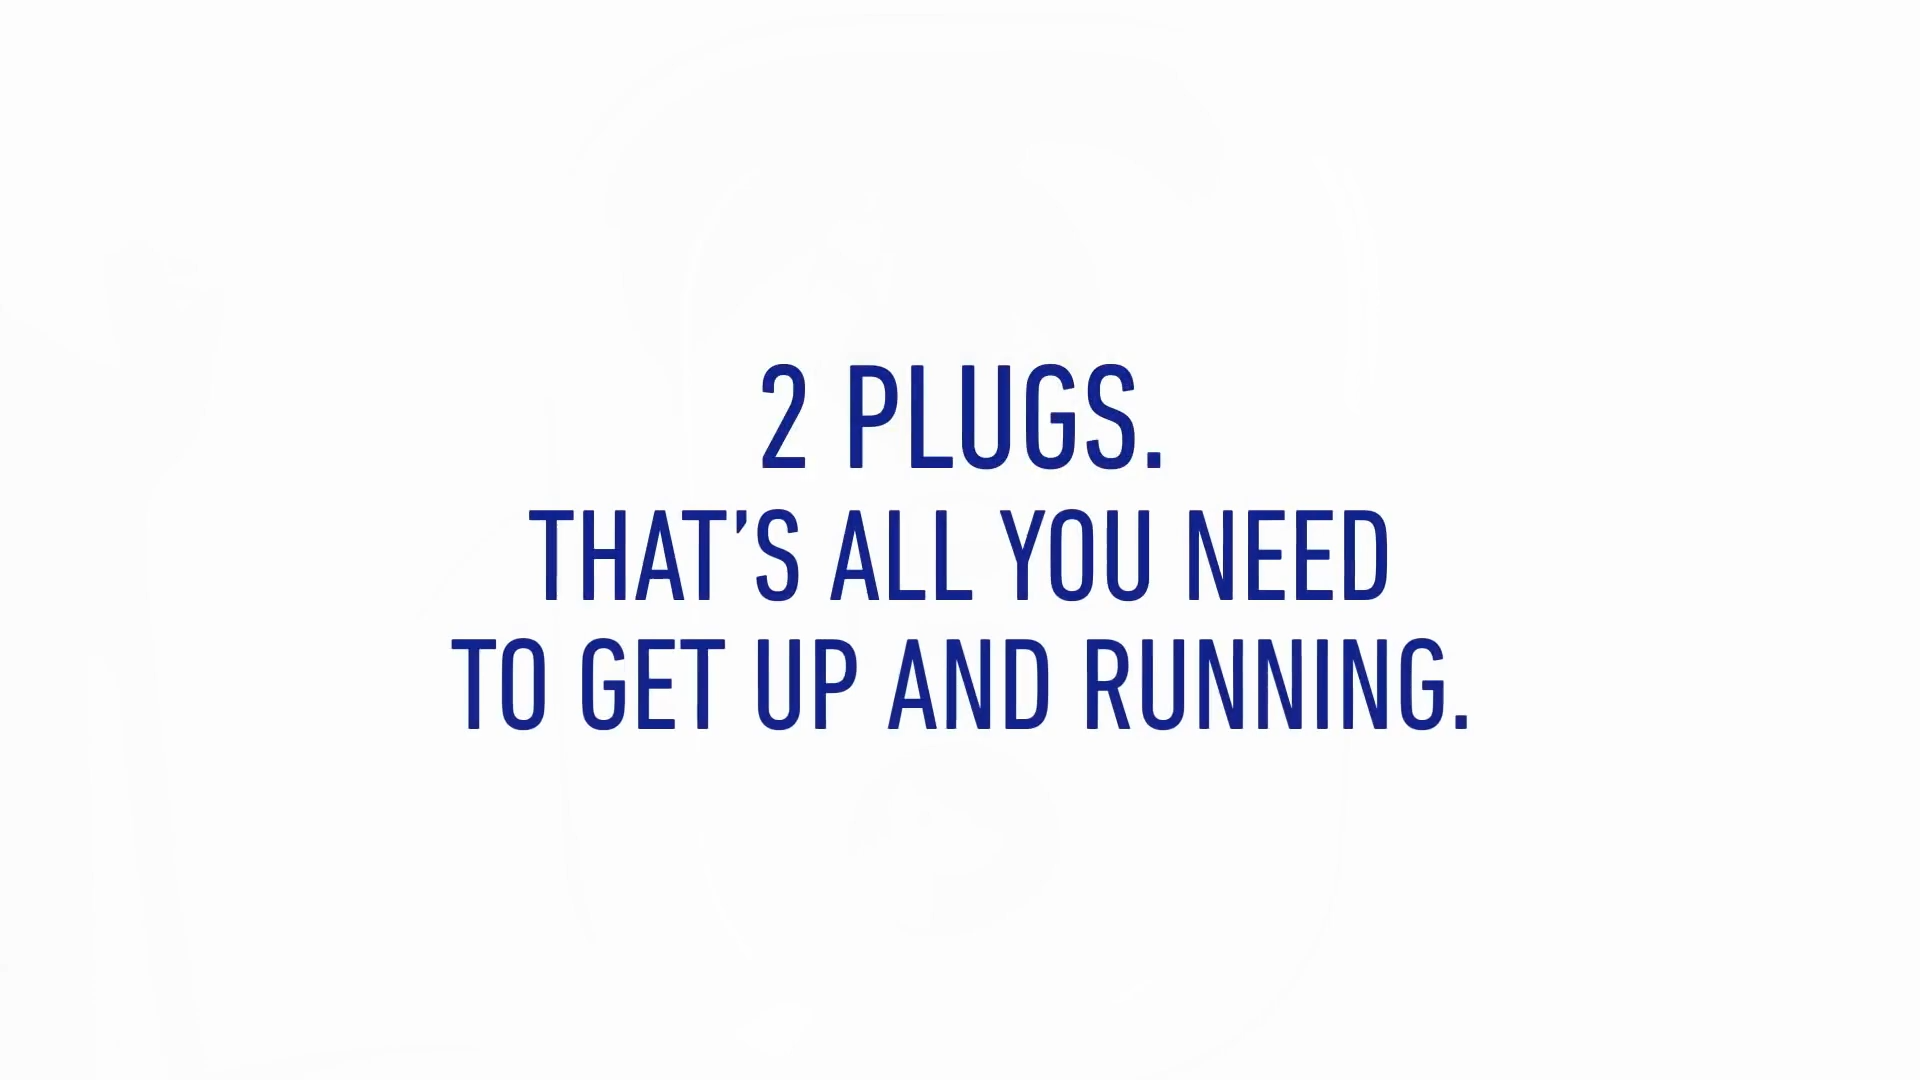 2 PLUGS.
THAT’S ALL YOU NEED
TO GET UP AND RUNNING.